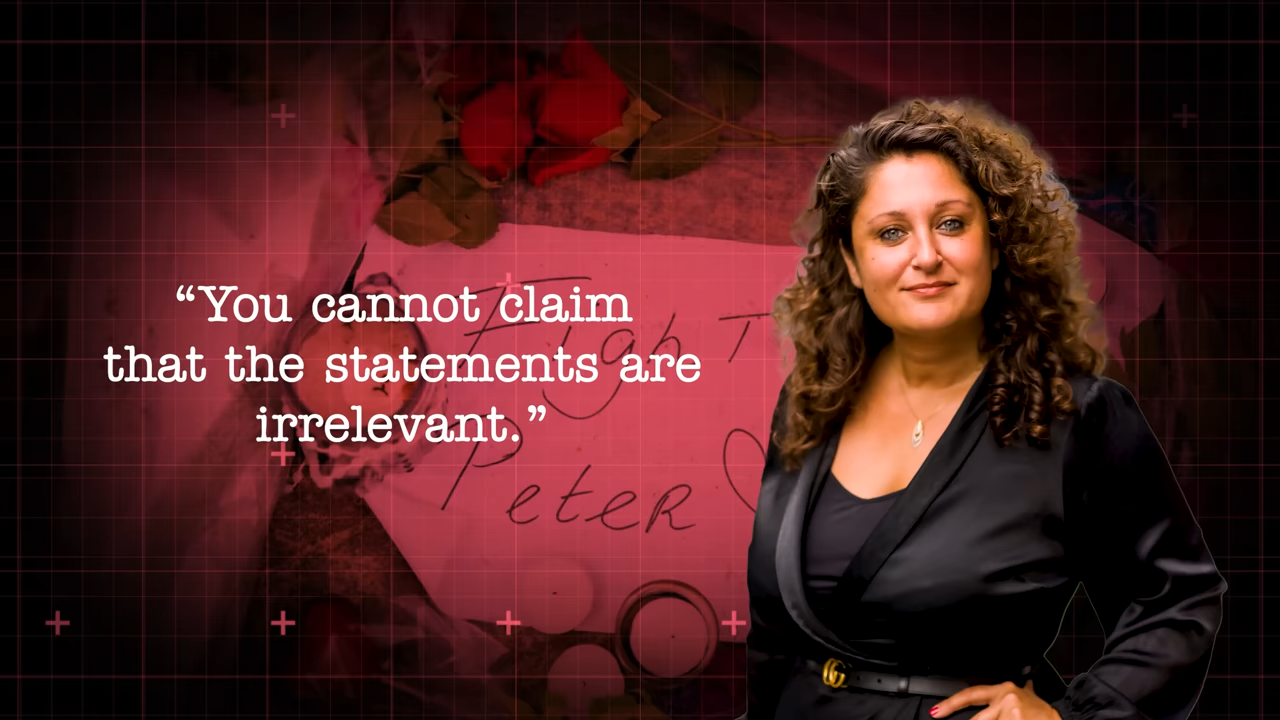 “You cannot claim
that the statements are
irrelevant.”
FighT
PeteR